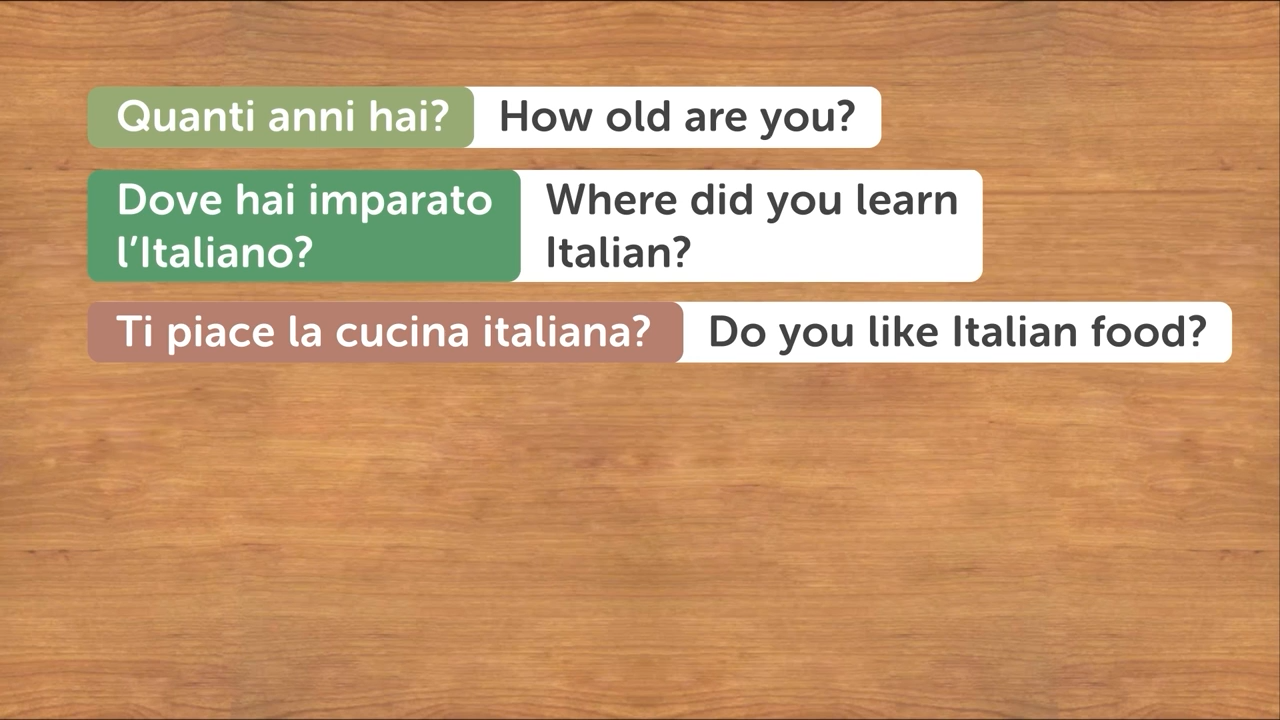 Quanti anni hai? How old are you?
Dove hai imparato Where did you learn
l’Italiano? Italian?
Ti piace la cucina italiana? Do you like Italian food?